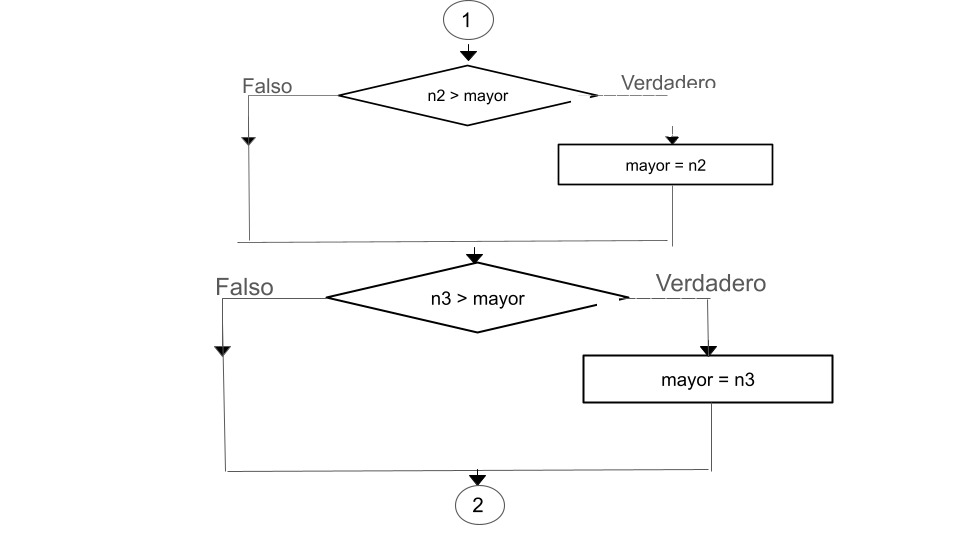 1
Falso
Verdadero
n2 > mayor
mayor = n2
Falso
Verdadero
n3 > mayor
mayor = n3
2